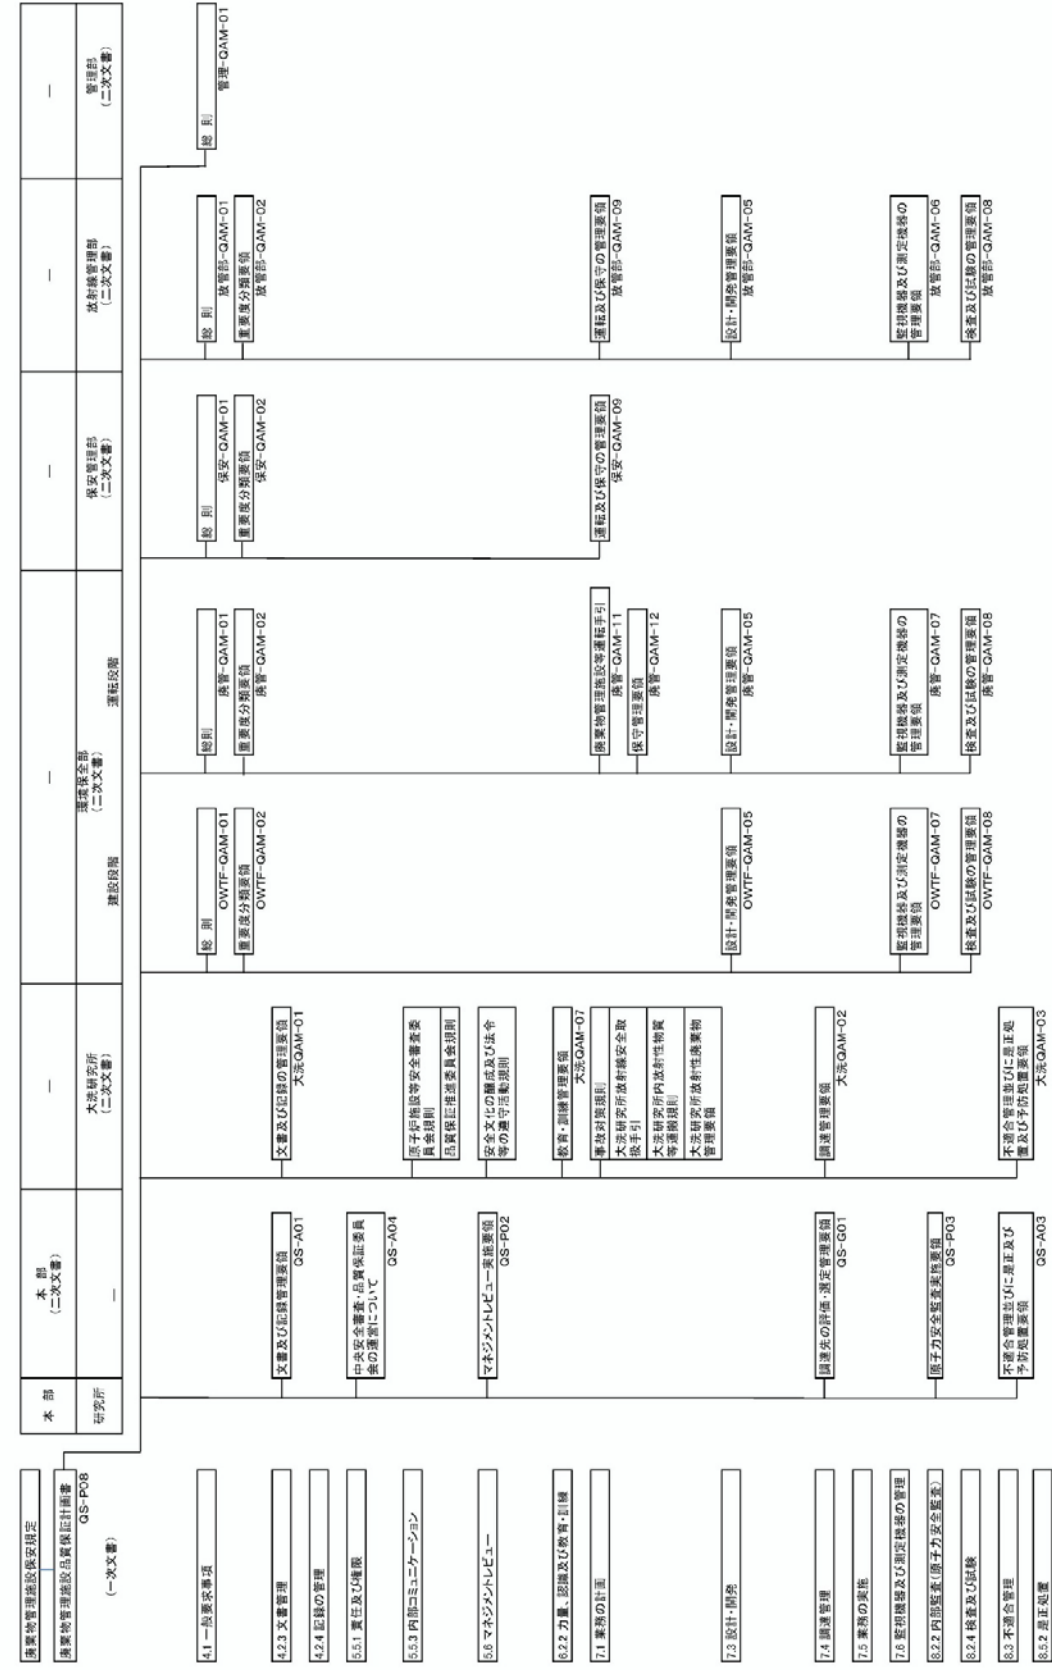 廃棄物管理施設保安規定
廃棄物管理施設品質保証計画書
QS-P08
(一次文書)
4.1 一般要求事項
4.2.3 文書管理
4.2.4 記録の管理
5.5.1 責任及び権限
5.5.3 内部コミュニケーション
5.6 マネジメントレビュー
6.2.2 力量、認識及び教育・訓練
7.1 業務の計画
7.3 設計・開発
7.4 調達管理
7.5 業務の実施
7.6 監視機器及び測定機器の管理
8.2.2 内部監査(原子力安全監査)
8.2.4 検査及び試験
8.3 不適合管理
8.5.2 是正処置
本 部
研究所
本 部
(二次文書)
—
文書及び記録管理要領
QS-A01
中央安全審査・品質保証委員
会の運営について
QS-A04
マネジメントレビュー実施要領
QS-P02
調達先の評価・選定管理要領
QS-G01
原子力安全監査実施要領
QS-P03
不適合管理並びに是正及び
予防処置要領
QS-A03
—
大洗研究所
(二次文書)
文書及び記録の管理要領
大洗QAM-01
原子炉施設等安全審査委
員会規則
品質保証推進委員会規則
安全文化の醸成及び法令
等の遵守活動規則
教育・訓練管理要領
大洗QAM-07
事故対策規則
大洗研究所放射線安全取
扱手引
大洗研究所内放射性物質
等運搬規則
大洗研究所放射性廃棄物
管理要領
調達管理要領
大洗QAM-02
不適合管理並びに是正処
置及び予防処置要領
大洗QAM-03
—
環境保全部
(二次文書)
建設段階
運転段階
総 則
OWTF-QAM-01
重要度分類要領
OWTF-QAM-02
設計・開発管理要領
OWTF-QAM-05
監視機器及び測定機器の
管理要領
OWTF-QAM-07
検査及び試験の管理要領
OWTF-QAM-08
総則
廃管-QAM-01
重要度分類要領
廃管-QAM-02
廃棄物管理施設等運転手引
廃管-QAM-11
保守管理要領
廃管-QAM-12
設計・開発管理要領
廃管-QAM-05
監視機器及び測定機器の
管理要領
廃管-QAM-07
検査及び試験の管理要領
廃管-QAM-08
—
保安管理部
(二次文書)
総 則
保安-QAM-01
重要度分類要領
保安-QAM-02
運転及び保守の管理要領
保安-QAM-09
—
放射線管理部
(二次文書)
総 則
放管部-QAM-01
重要度分類要領
放管部-QAM-02
運転及び保守の管理要領
放管部-QAM-09
設計・開発管理要領
放管部-QAM-05
監視機器及び測定機器の
管理要領
放管部-QAM-06
検査及び試験の管理要領
放管部-QAM-08
—
管理部
(二次文書)
総 則
管理-QAM-01